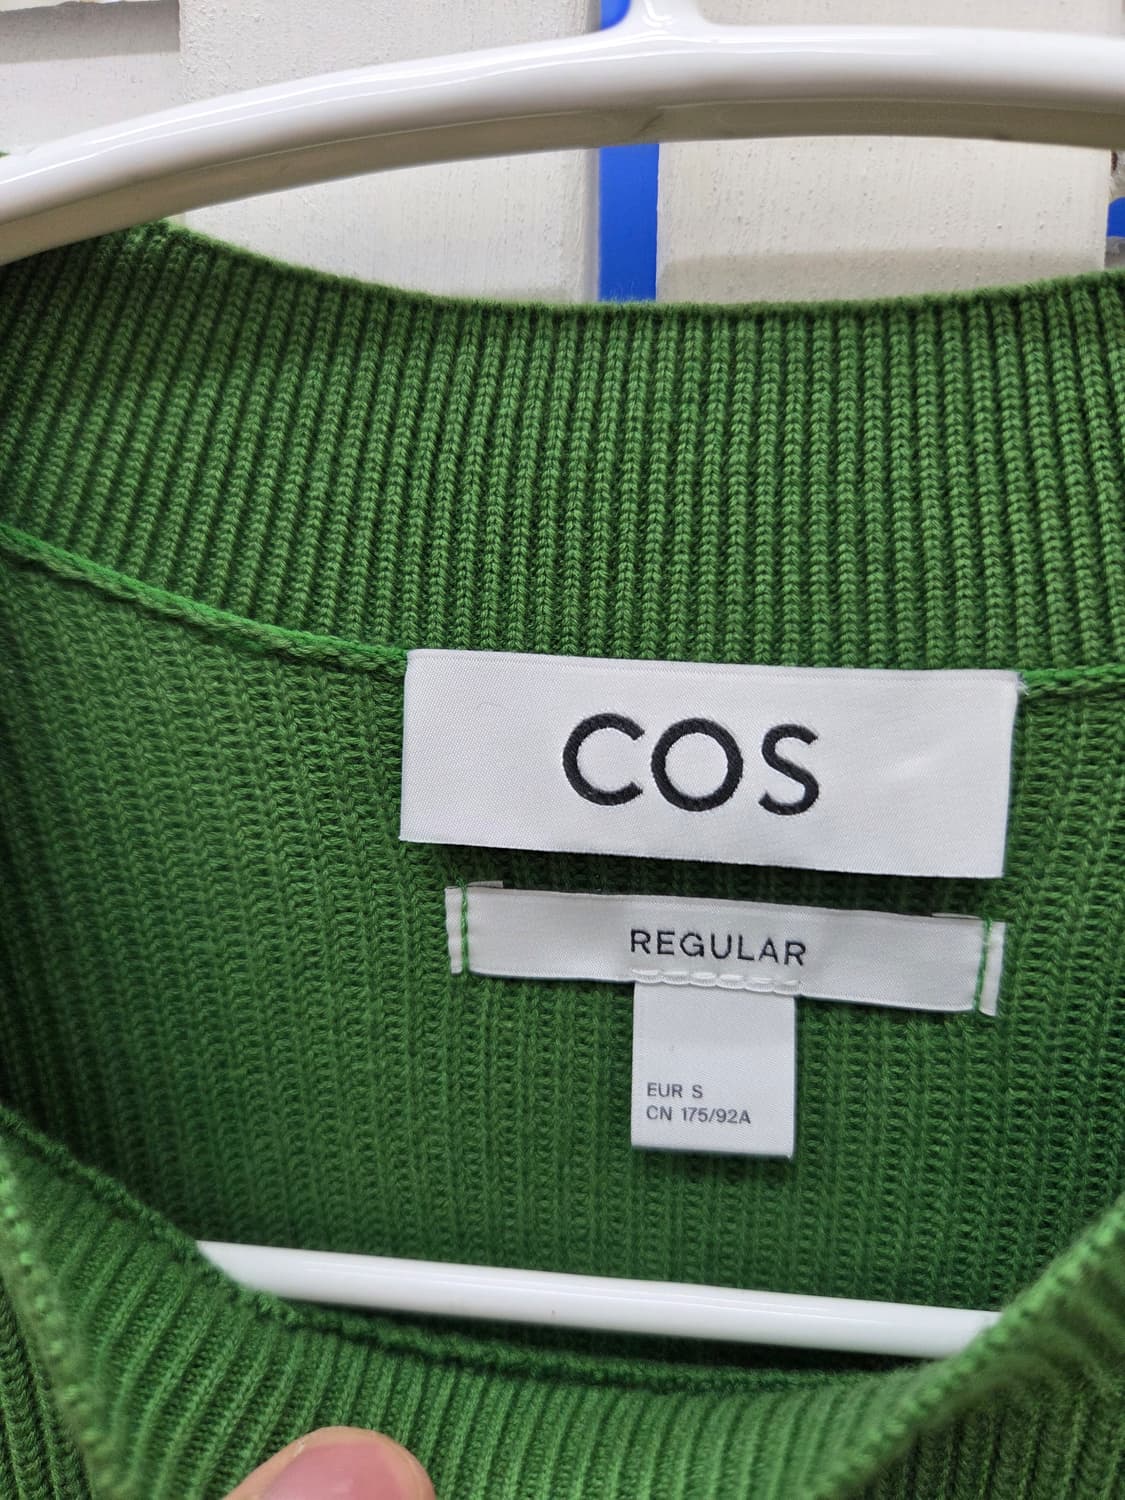 COS
REGULAR
EUR S
CN 175/92A